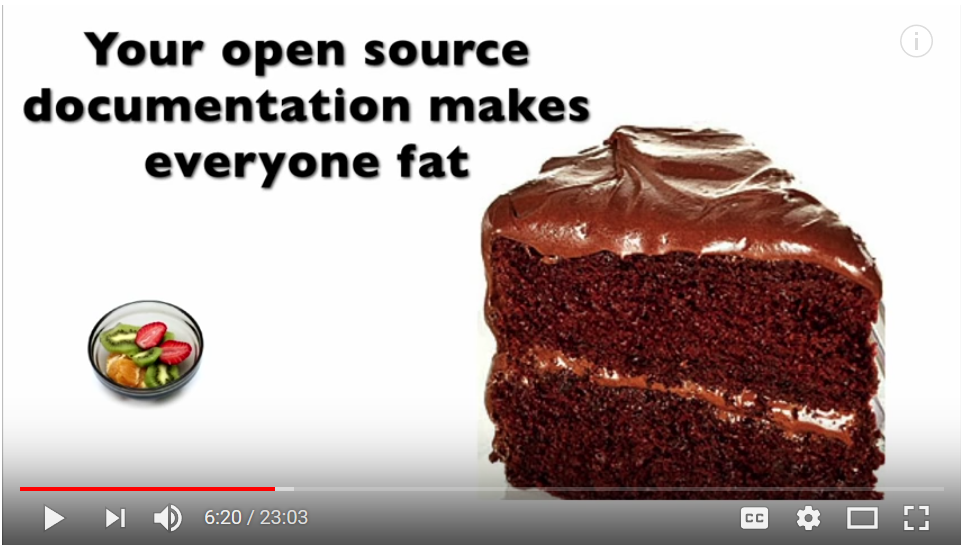 Your open source
documentation makes
everyone fat
6:20 / 23:03
CC